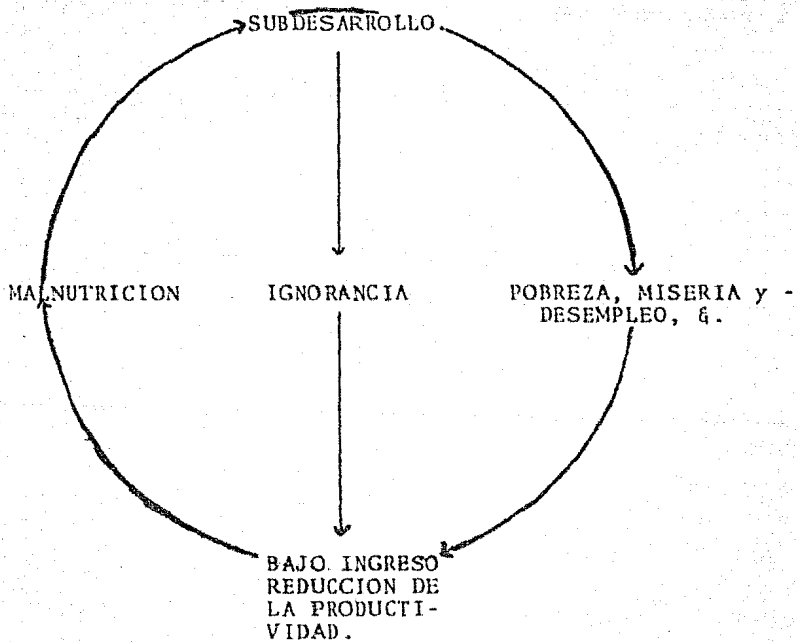 SUBDESARROLLO.
MALNUTRICION
IGNORANCIA
POBREZA, MISERIA y -
DESEMPLEO, &.
BAJO INGRESO
REDUCCION DE
LA PRODUCTI-
VIDAD.